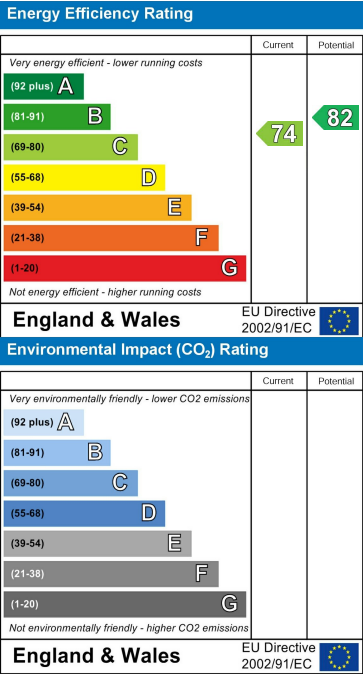 Energy Efficiency Rating
Current Potential
Very energy efficient - lower running costs
(92 plus) A
(81-91) B
82
(69-80) C
74
(55-68) D
(39-54) E
(21-38) F
(1-20) G
Not energy efficient - higher running costs
England & Wales
EU Directive
2002/91/EC
Environmental Impact (CO₂) Rating
Current Potential
Very environmentally friendly - lower CO2 emissions
(92 plus) A
(81-91) B
(69-80) C
(55-68) D
(39-54) E
(21-38) F
(1-20) G
Not environmentally friendly - higher CO2 emissions
England & Wales
EU Directive
2002/91/EC